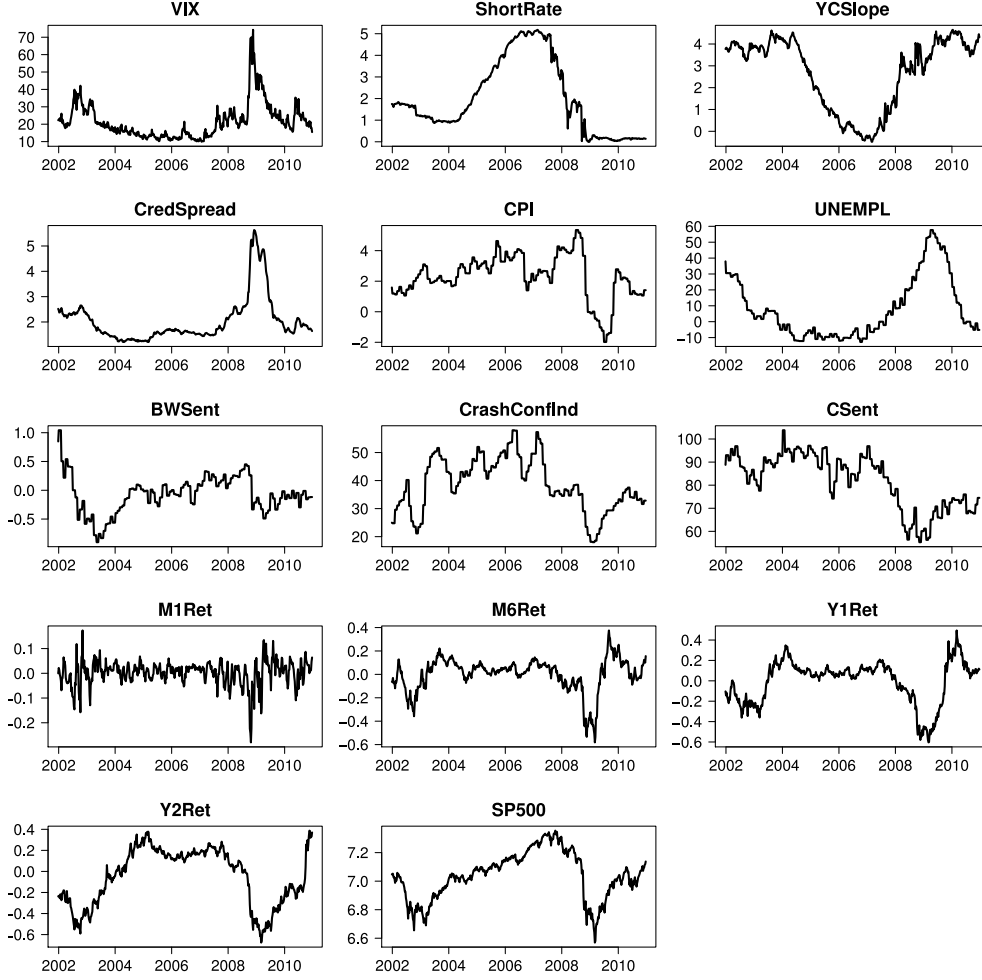 VIX ShortRate YCSlope
70 60 50 40 30 20 10
5 4 3 2 1 0
4 3 2 1 0
2002 2004 2006 2008 2010 2002 2004 2006 2008 2010 2002 2004 2006 2008 2010
CredSpread CPI UNEMPL
5 4 3 2
4 2 0 −2
60 50 40 30 20 10 0 −10
2002 2004 2006 2008 2010 2002 2004 2006 2008 2010 2002 2004 2006 2008 2010
BWSent CrashConfInd CSent
1.0 0.5 0.0 −0.5
50 40 30 20
100 90 80 70 60
2002 2004 2006 2008 2010 2002 2004 2006 2008 2010 2002 2004 2006 2008 2010
M1Ret M6Ret Y1Ret
0.1 0.0 −0.1 −0.2
0.4 0.2 0.0 −0.2 −0.4 −0.6
0.4 0.2 0.0 −0.2 −0.4 −0.6
2002 2004 2006 2008 2010 2002 2004 2006 2008 2010 2002 2004 2006 2008 2010
Y2Ret SP500
0.4 0.2 0.0 −0.2 −0.4 −0.6
7.2 7.0 6.8 6.6
2002 2004 2006 2008 2010 2002 2004 2006 2008 2010